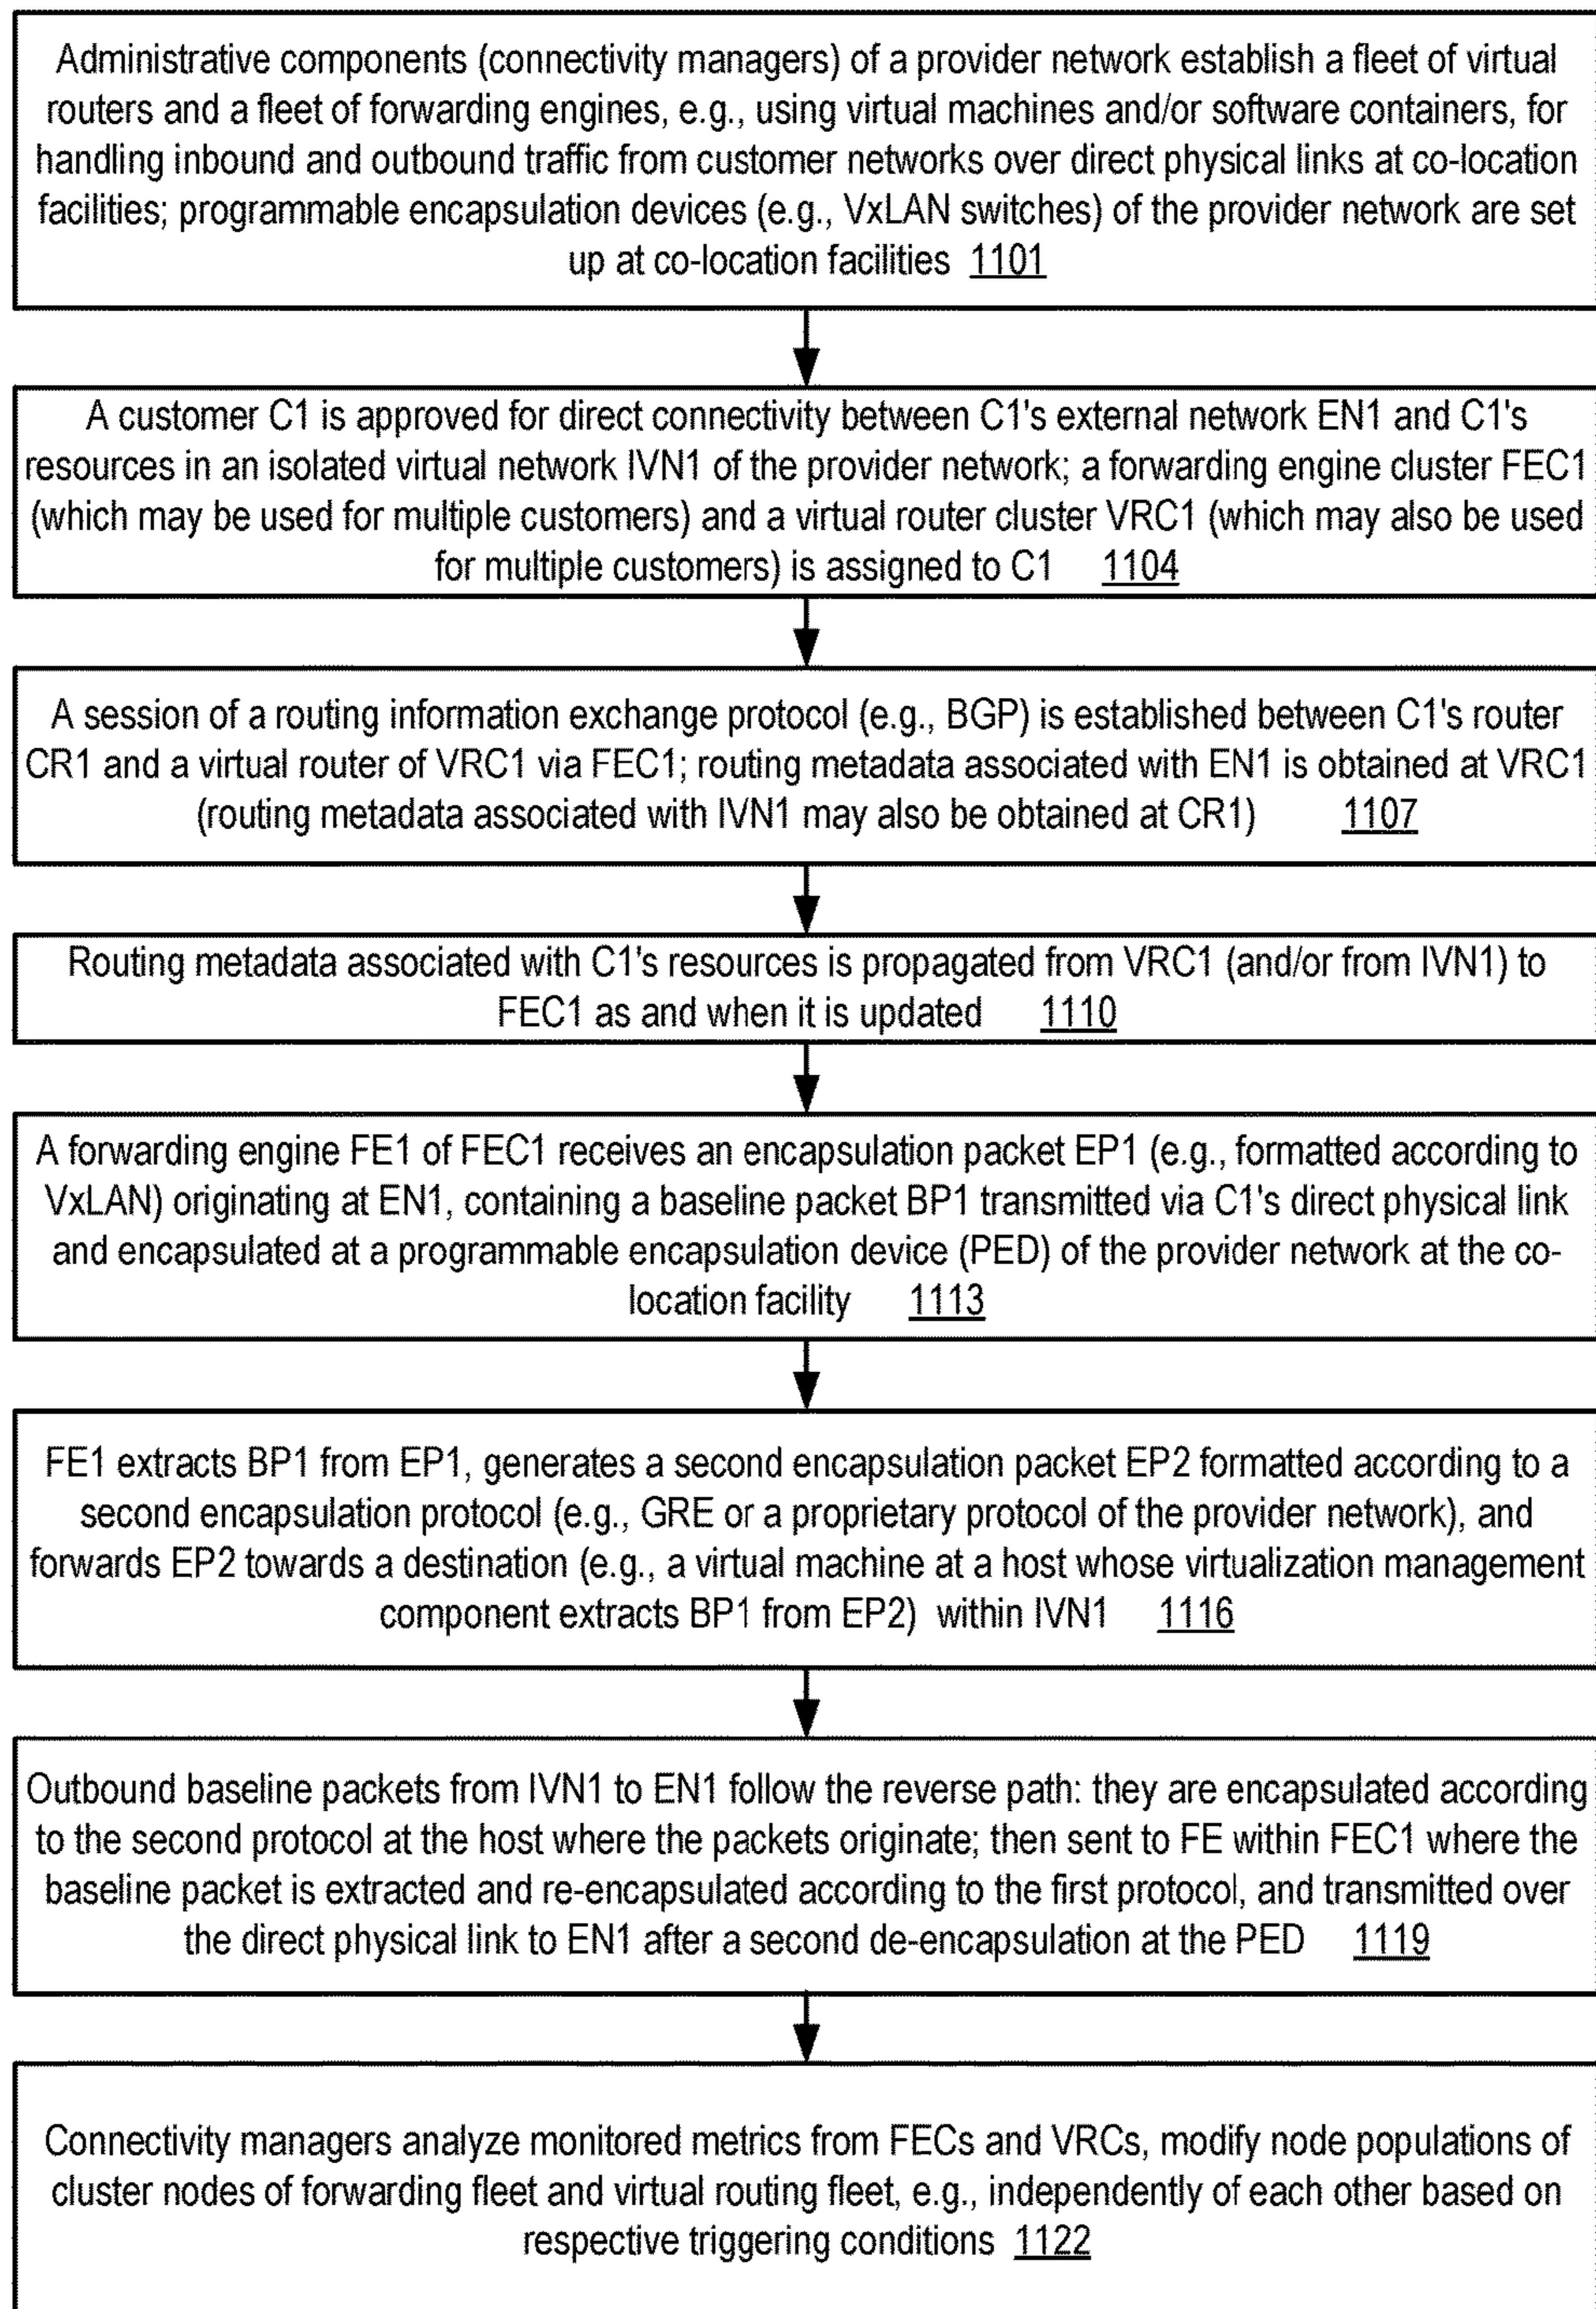 Administrative components (connectivity managers) of a provider network establish a fleet of virtual
routers and a fleet of forwarding engines, e.g., using virtual machines and/or software containers, for
handling inbound and outbound traffic from customer networks over direct physical links at co-location
facilities; programmable encapsulation devices (e.g., VxLAN switches) of the provider network are set
up at co-location facilities 1101
A customer C1 is approved for direct connectivity between C1's external network EN1 and C1's
resources in an isolated virtual network IVN1 of the provider network; a forwarding engine cluster FEC1
(which may be used for multiple customers) and a virtual router cluster VRC1 (which may also be used
for multiple customers) is assigned to C1 1104
A session of a routing information exchange protocol (e.g., BGP) is established between C1's router
CR1 and a virtual router of VRC1 via FEC1; routing metadata associated with EN1 is obtained at VRC1
(routing metadata associated with IVN1 may also be obtained at CR1) 1107
Routing metadata associated with C1's resources is propagated from VRC1 (and/or from IVN1) to
FEC1 as and when it is updated 1110
A forwarding engine FE1 of FEC1 receives an encapsulation packet EP1 (e.g., formatted according to
VxLAN) originating at EN1, containing a baseline packet BP1 transmitted via C1's direct physical link
and encapsulated at a programmable encapsulation device (PED) of the provider network at the co-
location facility 1113
FE1 extracts BP1 from EP1, generates a second encapsulation packet EP2 formatted according to a
second encapsulation protocol (e.g., GRE or a proprietary protocol of the provider network), and
forwards EP2 towards a destination (e.g., a virtual machine at a host whose virtualization management
component extracts BP1 from EP2) within IVN1 1116
Outbound baseline packets from IVN1 to EN1 follow the reverse path: they are encapsulated according
to the second protocol at the host where the packets originate; then sent to FE within FEC1 where the
baseline packet is extracted and re-encapsulated according to the first protocol, and transmitted over
the direct physical link to EN1 after a second de-encapsulation at the PED 1119
Connectivity managers analyze monitored metrics from FECs and VRCs, modify node populations of
cluster nodes of forwarding fleet and virtual routing fleet, e.g., independently of each other based on
respective triggering conditions 1122